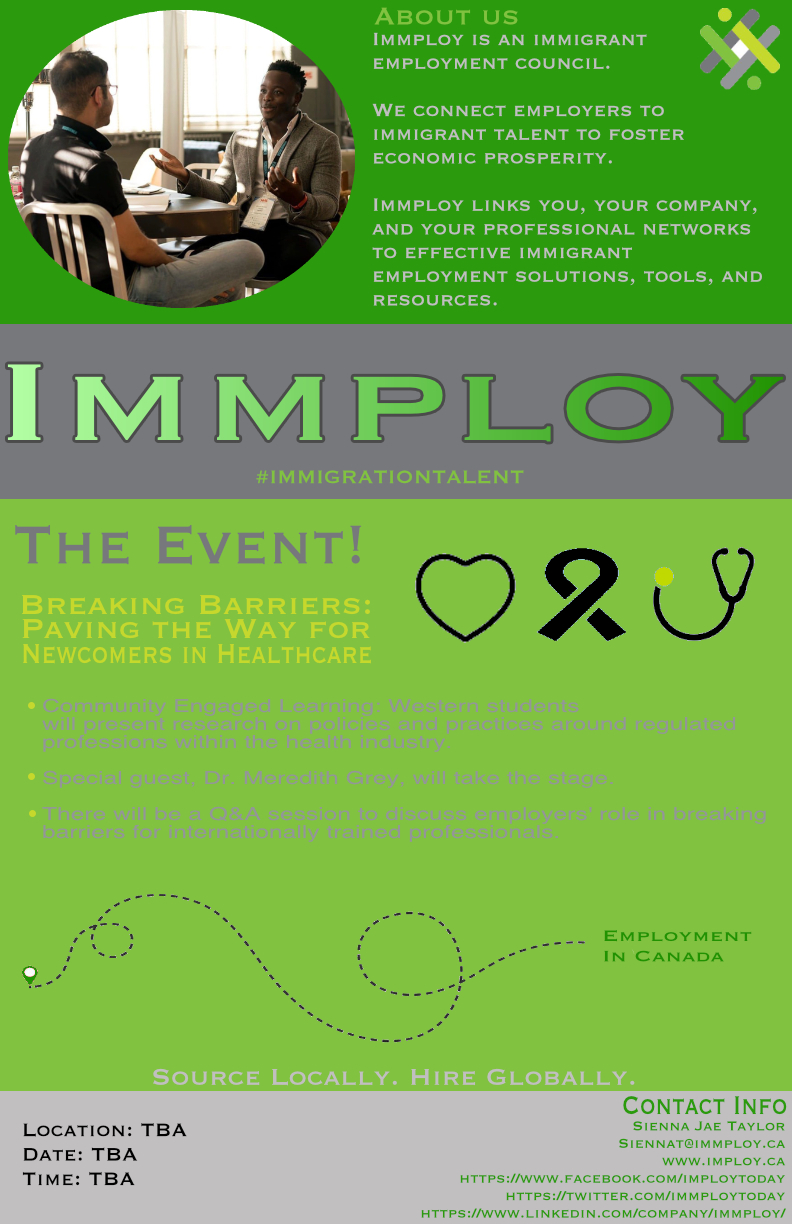 About us
Immploy is an immigrant
employment council.
We connect employers to
immigrant talent to foster
economic prosperity.
Immploy links you, your company,
and your professional networks
to effective immigrant
employment solutions, tools, and
resources.
Immploy
#immigrationtalent
The Event!
Breaking Barriers:
Paving the Way for
Newcomers in Healthcare
• Community Engaged Learning: Western students
will present research on policies and practices around regulated
professions within the health industry.
• Special guest, Dr. Meredith Grey, will take the stage.
• There will be a Q&A session to discuss employers' role in breaking
barriers for internationally trained professionals.
Employment
In Canada
Source Locally. Hire Globally.
Location: TBA
Date: TBA
Time: TBA
Contact Info
Sienna Jae Taylor
Siennat@immploy.ca
www.imploy.ca
https://www.facebook.com/imploytoday
https://twitter.com/immploytoday
https://www.linkedin.com/company/immploy/